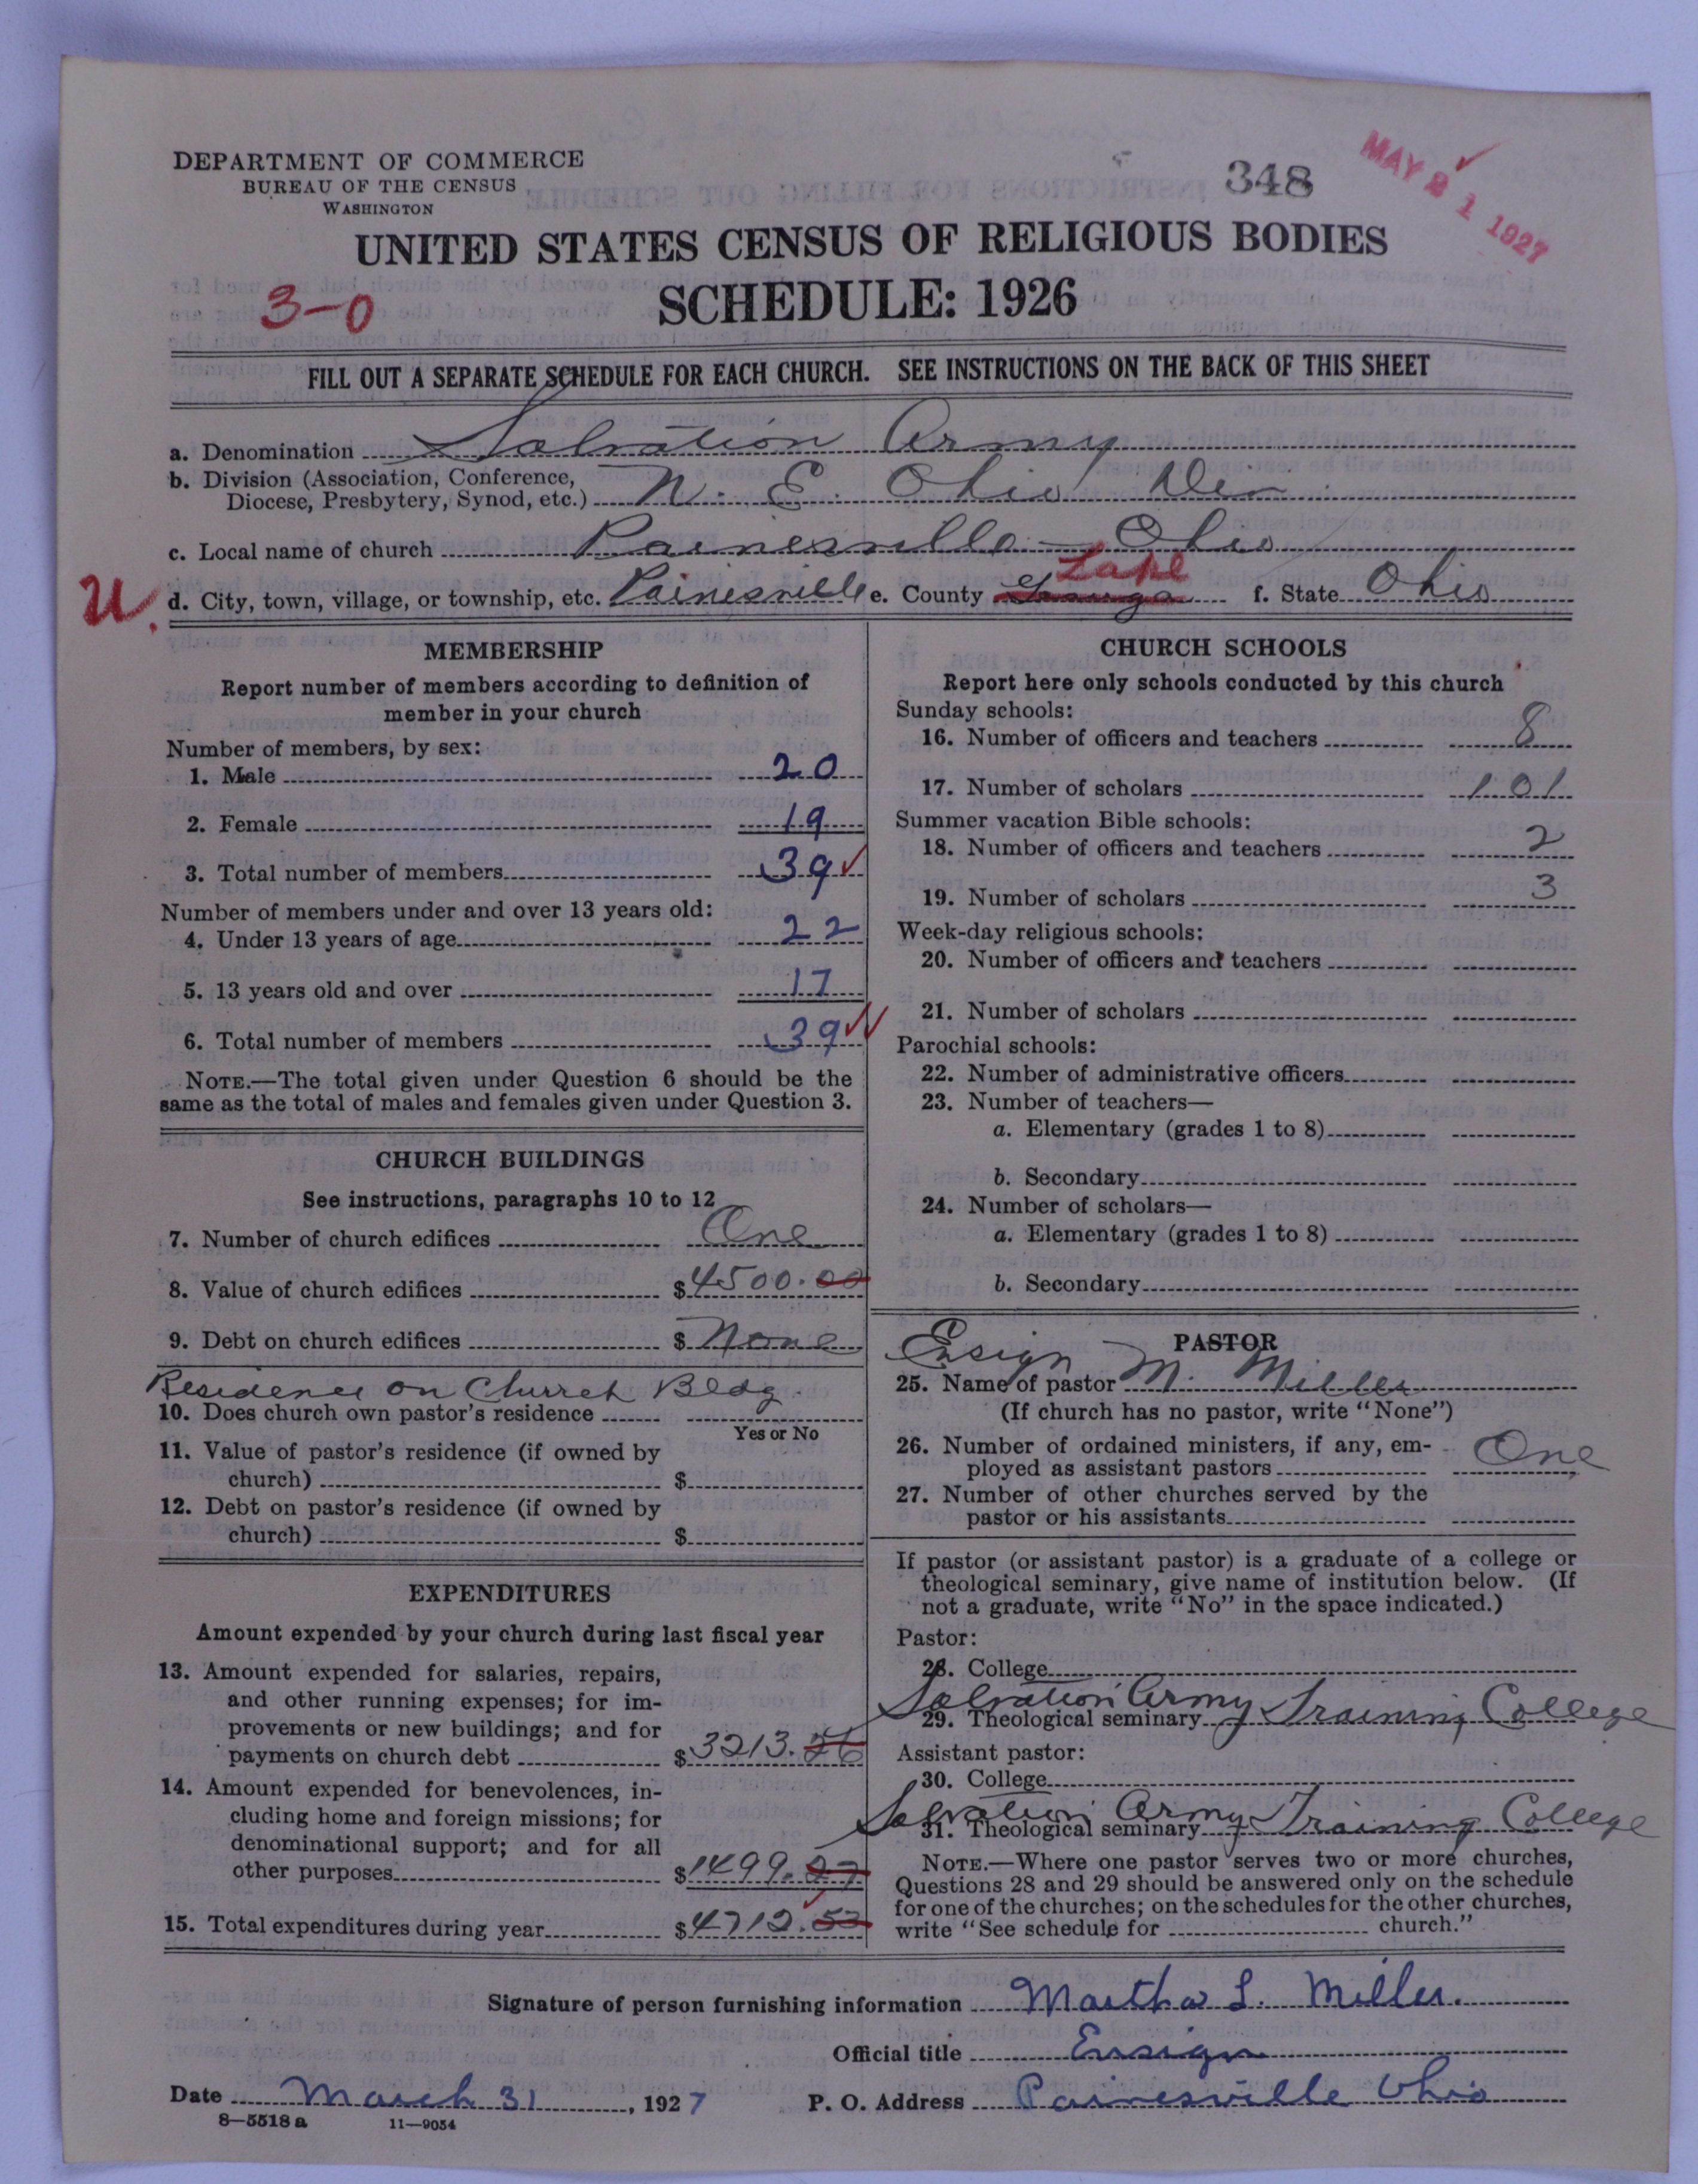 DEPARTMENT OF COMMERCE
BUREAU OF THE CENSUS
WASHINGTON
348
MAY 21 1927
UNITED STATES CENSUS OF RELIGIOUS BODIES
3-0
SCHEDULE: 1926
FILL OUT A SEPARATE SCHEDULE FOR EACH CHURCH. SEE INSTRUCTIONS ON THE BACK OF THIS SHEET
a. Denomination Salvation Army
b. Division (Association, Conference,
Diocese, Presbytery, Synod, etc.) N. E. Ohio Div
c. Local name of church Painesville - Ohio
U. d. City, town, village, or township, etc. Painesville e. County Geauga Lake f. State Ohio
MEMBERSHIP
Report number of members according to definition of
member in your church
Number of members, by sex:
1. Male 20
2. Female 19
3. Total number of members 39
Number of members under and over 13 years old:
4. Under 13 years of age 22
5. 13 years old and over 17
6. Total number of members 39
NOTE.—The total given under Question 6 should be the
same as the total of males and females given under Question 3.
CHURCH BUILDINGS
See instructions, paragraphs 10 to 12
7. Number of church edifices One
8. Value of church edifices $4500.00
9. Debt on church edifices $ None
Residence on Church Bldg.
10. Does church own pastor's residence
Yes or No
11. Value of pastor's residence (if owned by
church) $
12. Debt on pastor's residence (if owned by
church) $
EXPENDITURES
Amount expended by your church during last fiscal year
13. Amount expended for salaries, repairs,
and other running expenses; for im-
provements or new buildings; and for
payments on church debt $3213.26
14. Amount expended for benevolences, in-
cluding home and foreign missions; for
denominational support; and for all
other purposes $1499.27
15. Total expenditures during year $4712.53
CHURCH SCHOOLS
Report here only schools conducted by this church
Sunday schools:
16. Number of officers and teachers 8
17. Number of scholars 101
Summer vacation Bible schools:
18. Number of officers and teachers 2
19. Number of scholars 3
Week-day religious schools:
20. Number of officers and teachers
21. Number of scholars
Parochial schools:
22. Number of administrative officers
23. Number of teachers—
a. Elementary (grades 1 to 8)
b. Secondary
24. Number of scholars—
a. Elementary (grades 1 to 8)
b. Secondary
PASTOR
25. Name of pastor Ensign M. Miller
(If church has no pastor, write "None")
26. Number of ordained ministers, if any, em-
ployed as assistant pastors One
27. Number of other churches served by the
pastor or his assistants
If pastor (or assistant pastor) is a graduate of a college or
theological seminary, give name of institution below. (If
not a graduate, write "No" in the space indicated.)
Pastor:
28. College
29. Theological seminary Salvation Army Training College
Assistant pastor:
30. College
31. Theological seminary Salvation Army Training College
NOTE.—Where one pastor serves two or more churches,
Questions 28 and 29 should be answered only on the schedule
for one of the churches; on the schedules for the other churches,
write "See schedule for church."
Signature of person furnishing information Martha L. Miller.
Official title Ensign
Date March 31, 1927 P. O. Address Painesville Ohio
8—5518a 11—9054